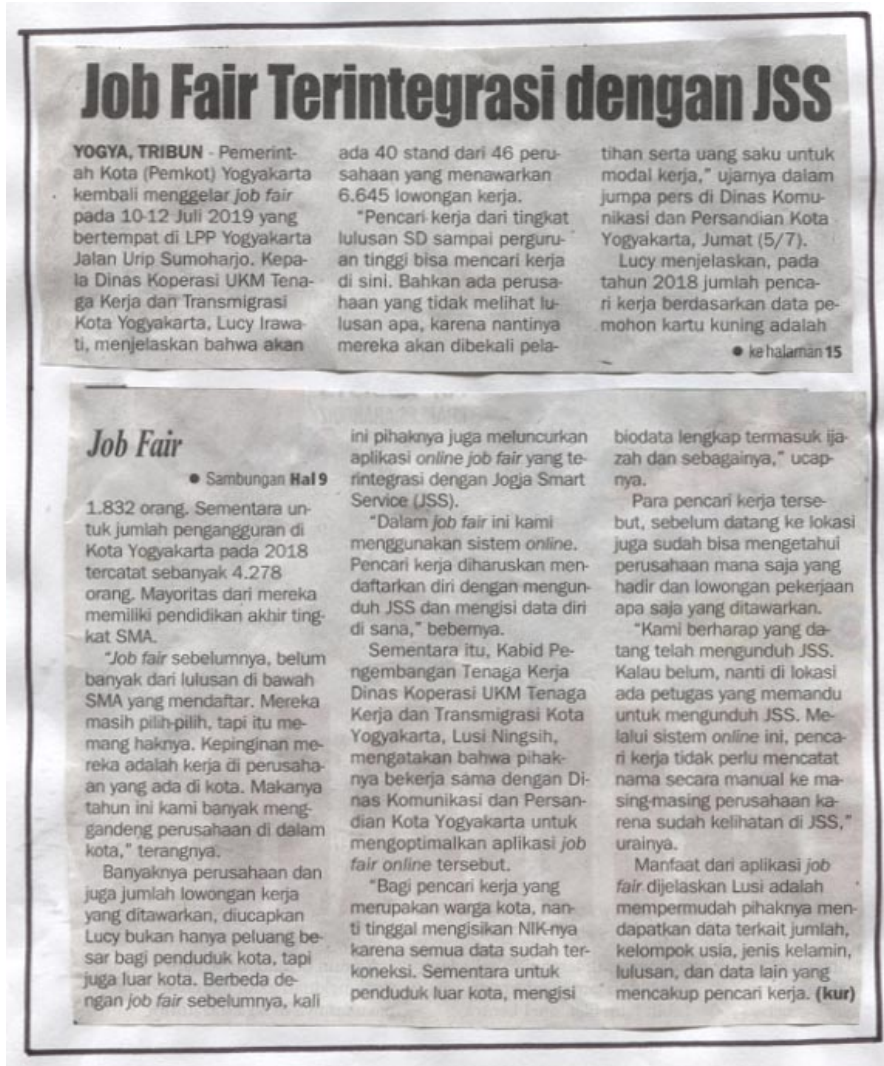 Job Fair Terintegrasi dengan JSS
YOGYA, TRIBUN - Pemerint-
ah Kota (Pemkot) Yogyakarta
kembali menggelar job fair
pada 10-12 Juli 2019 yang
bertempat di LPP Yogyakarta
Jalan Urip Sumoharjo. Kepa-
la Dinas Koperasi UKM Tena-
ga Kerja dan Transmigrasi
Kota Yogyakarta, Lucy Irawa-
ti, menjelaskan bahwa akan
ada 40 stand dari 46 peru-
sahaan yang menawarkan
6.645 lowongan kerja.
"Pencari kerja dari tingkat
lulusan SD sampai perguru-
an tinggi bisa mencari kerja
di sini. Bahkan ada perusa-
haan yang tidak melihat lu-
lusan apa, karena nantinya
mereka akan dibekali pela-
tihan serta uang saku untuk
modal kerja," ujarnya dalam
jumpa pers di Dinas Komu-
nikasi dan Persandian Kota
Yogyakarta, Jumat (5/7).
Lucy menjelaskan, pada
tahun 2018 jumlah penca-
ri kerja berdasarkan data pe-
mohon kartu kuning adalah
● ke halaman 15
Job Fair
● Sambungan Hal 9
1.832 orang. Sementara un-
tuk jumlah pengangguran di
Kota Yogyakarta pada 2018
tercatat sebanyak 4.278
orang. Mayoritas dari mereka
memiliki pendidikan akhir ting-
kat SMA.
"Job fair sebelumnya, belum
banyak dari lulusan di bawah
SMA yang mendaftar. Mereka
masih pilih-pilih, tapi itu me-
mang haknya. Kepinginan me-
reka adalah kerja di perusaha-
an yang ada di kota. Makanya
tahun ini kami banyak meng-
gandeng perusahaan di dalam
kota," terangnya.
Banyaknya perusahaan dan
juga jumlah lowongan kerja
yang ditawarkan, diucapkan
Lucy bukan hanya peluang be-
sar bagi penduduk kota, tapi
juga luar kota. Berbeda de-
ngan job fair sebelumnya, kali
ini pihaknya juga meluncurkan
aplikasi online job fair yang te-
rintegrasi dengan Jogja Smart
Service (JSS).
"Dalam job fair ini kami
menggunakan sistem online.
Pencari kerja diharuskan men-
daftarkan diri dengan mengun-
duh JSS dan mengisi data diri
di sana," bebernya.
Sementara itu, Kabid Pe-
ngembangan Tenaga Kerja
Dinas Koperasi UKM Tenaga
Kerja dan Transmigrasi Kota
Yogyakarta, Lusi Ningsih,
mengatakan bahwa pihak-
nya bekerja sama dengan Di-
nas Komunikasi dan Persan-
dian Kota Yogyakarta untuk
mengoptimalkan aplikasi job
fair online tersebut.
"Bagi pencari kerja yang
merupakan warga kota, nan-
ti tinggal mengisikan NIK-nya
karena semua data sudah ter-
koneksi. Sementara untuk
penduduk luar kota, mengisi
biodata lengkap termasuk ija-
zah dan sebagainya," ucap-
nya.
Para pencari kerja terse-
but, sebelum datang ke lokasi
juga sudah bisa mengetahui
perusahaan mana saja yang
hadir dan lowongan pekerjaan
apa saja yang ditawarkan.
"Kami berharap yang da-
tang telah mengunduh JSS.
Kalau belum, nanti di lokasi
ada petugas yang memandu
untuk mengunduh JSS. Me-
lalui sistem online ini, penca-
ri kerja tidak perlu mencatat
nama secara manual ke ma-
sing-masing perusahaan ka-
rena sudah kelihatan di JSS,"
urainya.
Manfaat dari aplikasi job
fair dijelaskan Lusi adalah
mempermudah pihaknya men-
dapatkan data terkait jumlah,
kelompok usia, jenis kelamin,
lulusan, dan data lain yang
mencakup pencari kerja. (kur)